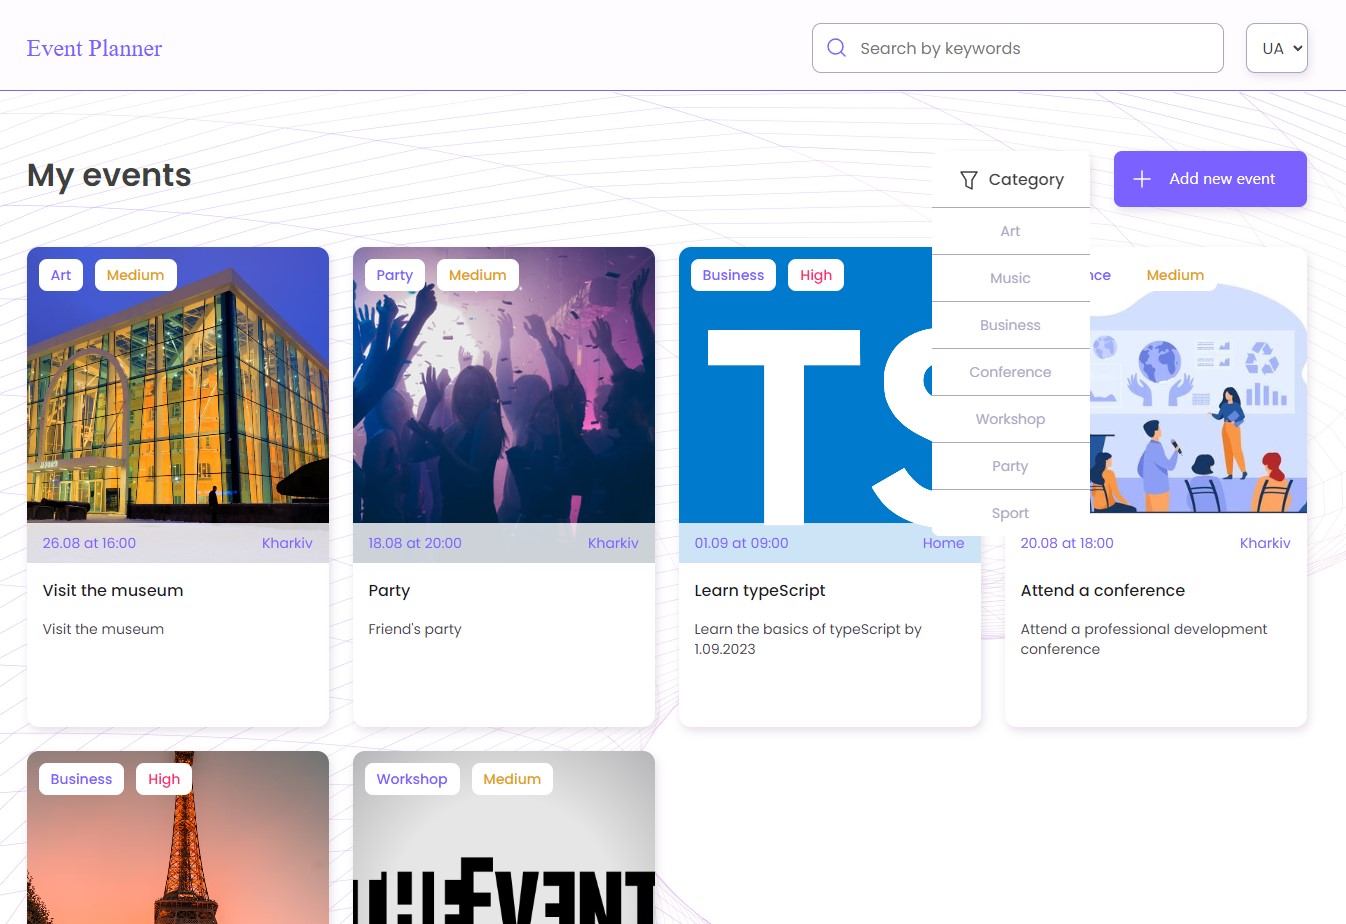 Event Planner
Search by keywords
UA
My events
Category
Add new event
Art
Music
Business
Conference
Workshop
Party
Sport
Art
Medium
Party
Medium
Business
High
Medium
TS
26.08 at 16:00
Kharkiv
18.08 at 20:00
Kharkiv
01.09 at 09:00
Home
20.08 at 18:00
Kharkiv
Visit the museum
Party
Learn typeScript
Attend a conference
Visit the museum
Friend's party
Learn the basics of typeScript by
1.09.2023
Attend a professional development
conference
Business
High
Workshop
Medium
THE EVENT